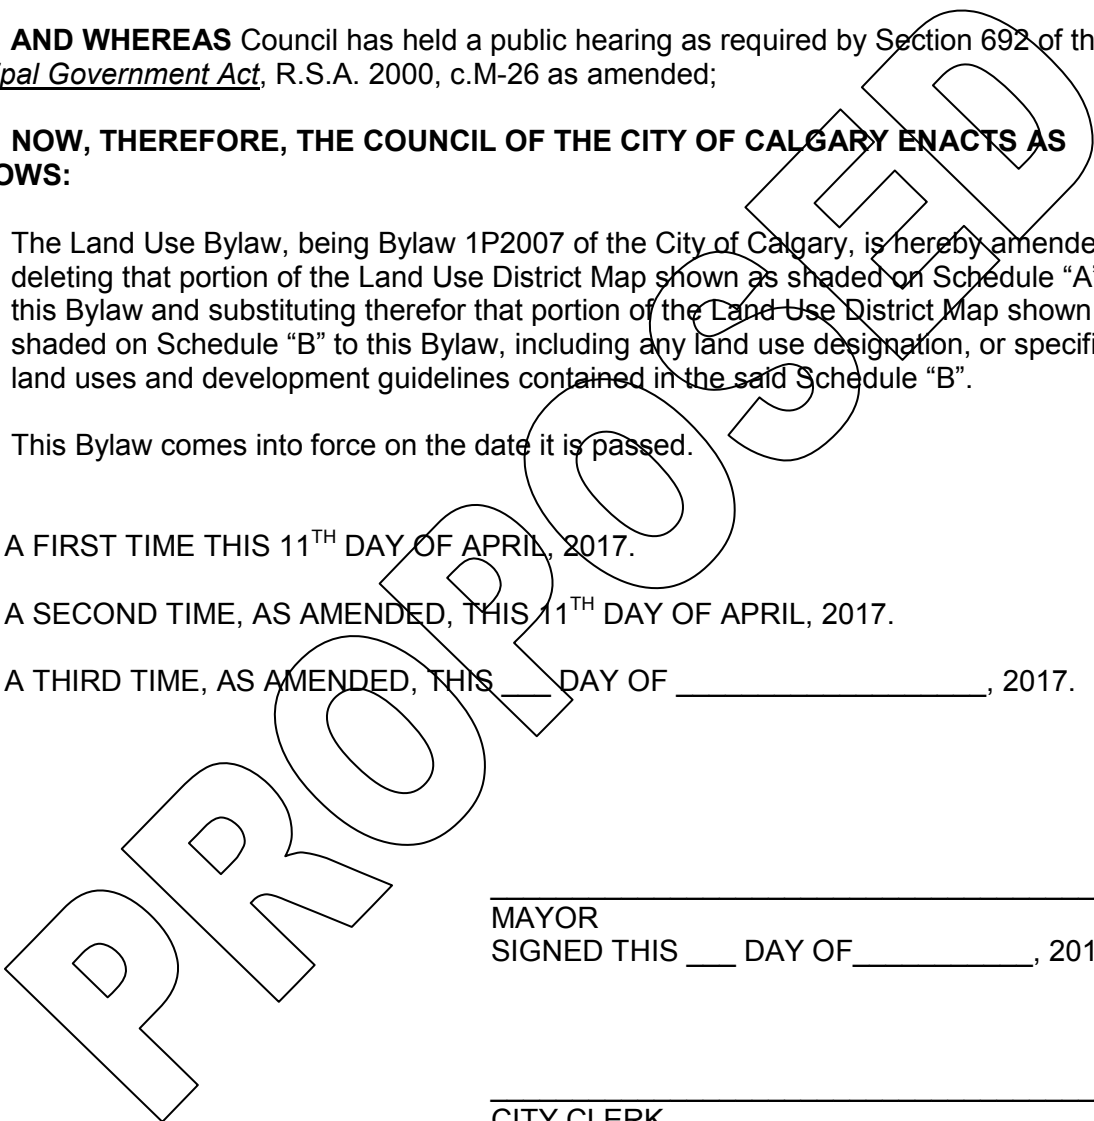 AND WHEREAS Council has held a public hearing as required by Section 692 of th
ipal Government Act, R.S.A. 2000, c.M-26 as amended;
NOW, THEREFORE, THE COUNCIL OF THE CITY OF CALGARY ENACTS AS
OWS:
The Land Use Bylaw, being Bylaw 1P2007 of the City of Calgary, is hereby amende
deleting that portion of the Land Use District Map shown as shaded on Schedule “A”
this Bylaw and substituting therefor that portion of the Land Use District Map shown
shaded on Schedule “B” to this Bylaw, including any land use designation, or specifi
land uses and development guidelines contained in the said Schedule “B”.
This Bylaw comes into force on the date it is passed.
A FIRST TIME THIS 11TH DAY OF APRIL, 2017.
A SECOND TIME, AS AMENDED, THIS 11TH DAY OF APRIL, 2017.
A THIRD TIME, AS AMENDED, THIS ___ DAY OF ___________________, 2017.
PROPOSED
MAYOR
SIGNED THIS ___ DAY OF___________, 201
CITY CLERK